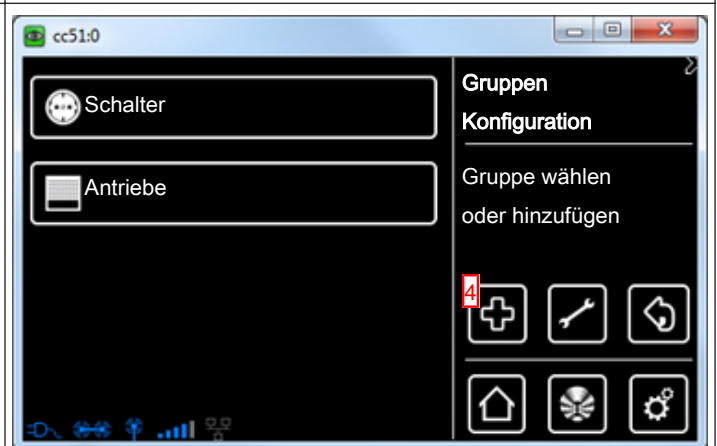 cc51:0
Schalter
Antriebe
Gruppen
Konfiguration
Gruppe wählen
oder hinzufügen
4